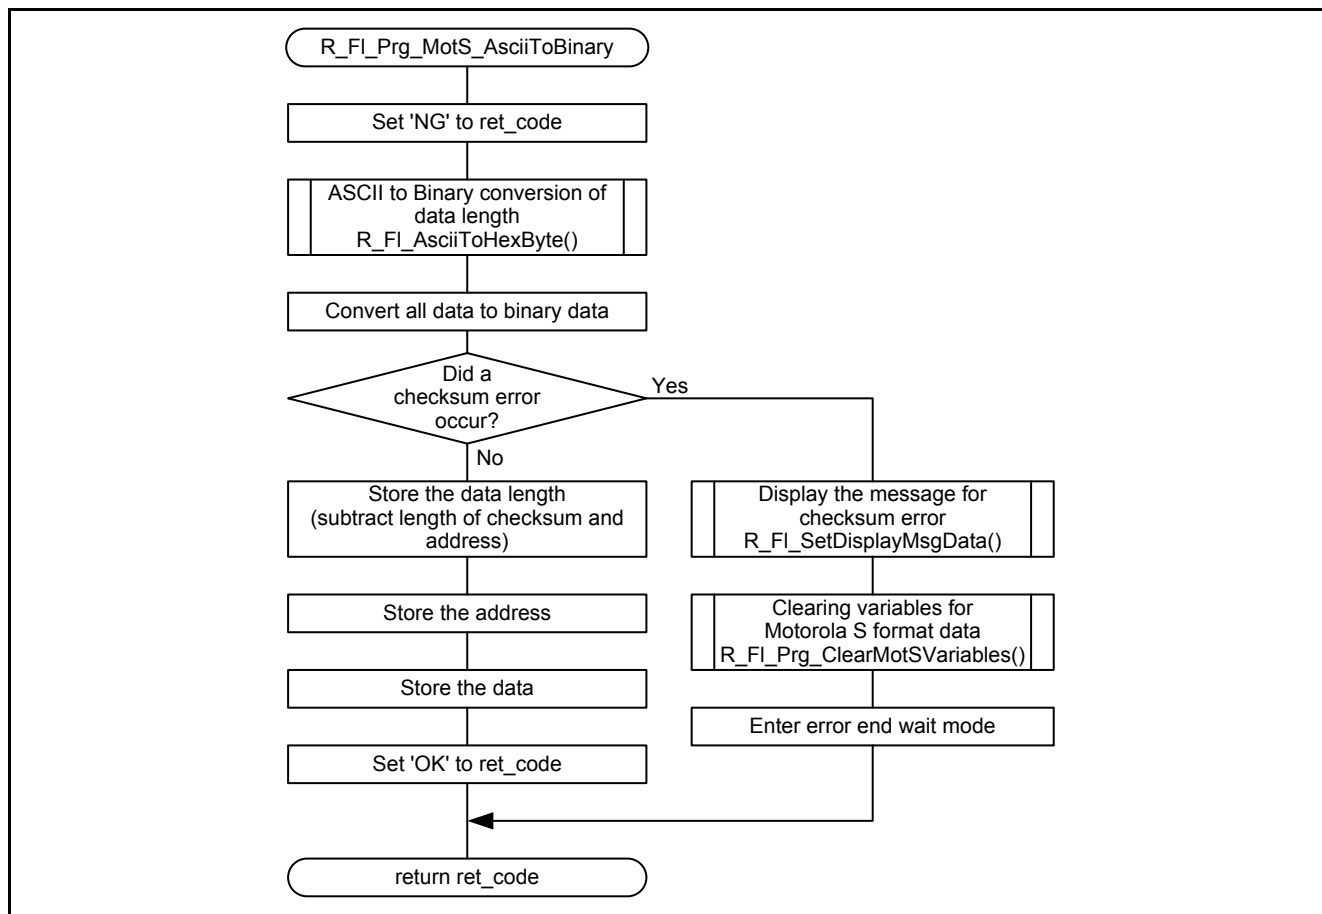 R_Fl_Prg_MotS_AsciiToBinary
Set 'NG' to ret_code
ASCII to Binary conversion of
data length
R_Fl_AsciiToHexByte()
Convert all data to binary data
Did a
checksum error
occur?
Yes
No
Store the data length
(subtract length of checksum and
address)
Store the address
Store the data
Set 'OK' to ret_code
Display the message for
checksum error
R_Fl_SetDisplayMsgData()
Clearing variables for
Motorola S format data
R_Fl_Prg_ClearMotSVariables()
Enter error end wait mode
return ret_code